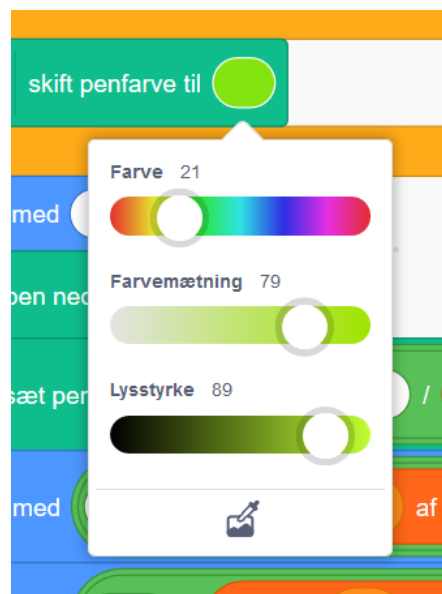 skift penfarve til
Farve 21
med
Farvemætning 79
pen ned
sæt pen /
Lysstyrke 89
med af